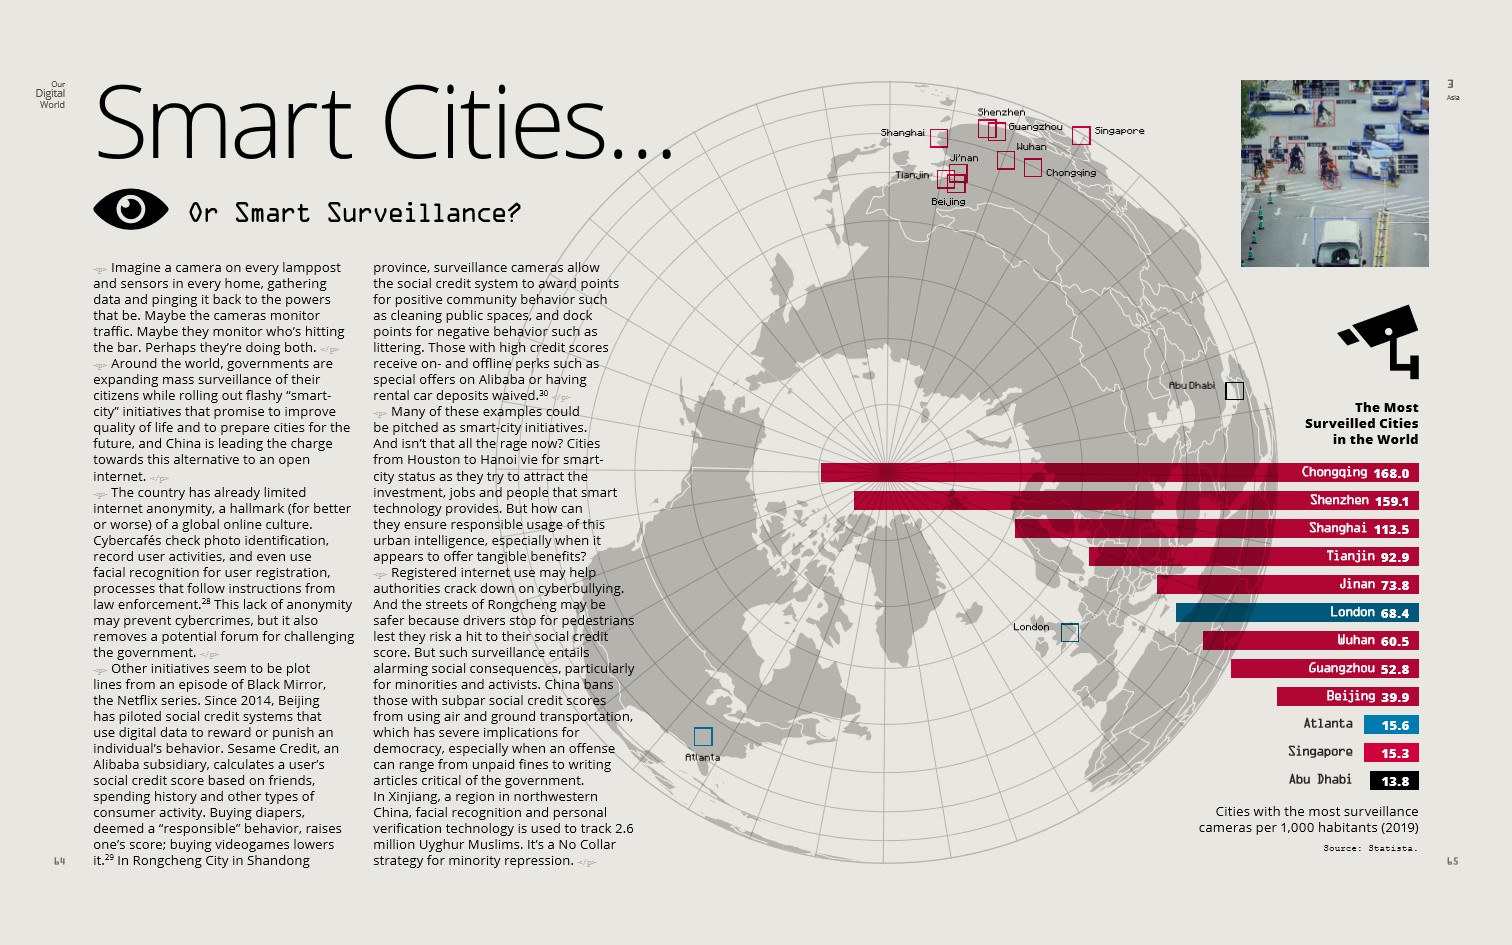 Our
Digital
World
Smart Cities...
Or Smart Surveillance?
<p> Imagine a camera on every lamppost
and sensors in every home, gathering
data and pinging it back to the powers
that be. Maybe the cameras monitor
traffic. Maybe they monitor who's hitting
the bar. Perhaps they're doing both. </p>
<p> Around the world, governments are
expanding mass surveillance of their
citizens while rolling out flashy “smart-
city” initiatives that promise to improve
quality of life and to prepare cities for the
future, and China is leading the charge
towards this alternative to an open
internet. </p>
<p> The country has already limited
internet anonymity, a hallmark (for better
or worse) of a global online culture.
Cybercafés check photo identification,
record user activities, and even use
facial recognition for user registration,
processes that follow instructions from
law enforcement.²⁸ This lack of anonymity
may prevent cybercrimes, but it also
removes a potential forum for challenging
the government. </p>
<p> Other initiatives seem to be plot
lines from an episode of Black Mirror,
the Netflix series. Since 2014, Beijing
has piloted social credit systems that
use digital data to reward or punish an
individual's behavior. Sesame Credit, an
Alibaba subsidiary, calculates a user's
social credit score based on friends,
spending history and other types of
consumer activity. Buying diapers,
deemed a “responsible” behavior, raises
one's score; buying videogames lowers
it.²⁹ In Rongcheng City in Shandong
province, surveillance cameras allow
the social credit system to award points
for positive community behavior such
as cleaning public spaces, and dock
points for negative behavior such as
littering. Those with high credit scores
receive on- and offline perks such as
special offers on Alibaba or having
rental car deposits waived.³⁰ </p>
<p> Many of these examples could
be pitched as smart-city initiatives.
And isn't that all the rage now? Cities
from Houston to Hanoi vie for smart-
city status as they try to attract the
investment, jobs and people that smart
technology provides. But how can
they ensure responsible usage of this
urban intelligence, especially when it
appears to offer tangible benefits?
<p> Registered internet use may help
authorities crack down on cyberbullying.
And the streets of Rongcheng may be
safer because drivers stop for pedestrians
lest they risk a hit to their social credit
score. But such surveillance entails
alarming social consequences, particularly
for minorities and activists. China bans
those with subpar social credit scores
from using air and ground transportation,
which has severe implications for
democracy, especially when an offense
can range from unpaid fines to writing
articles critical of the government.
In Xinjiang, a region in northwestern
China, facial recognition and personal
verification technology is used to track 2.6
million Uyghur Muslims. It's a No Collar
strategy for minority repression. </p>
64
Shenzhen
Shanghai
Guangzhou
Singapore
Wuhan
Ji'nan
Tianjin
Chongqing
Beijing
Abu Dhabi
London
Atlanta
3
Asia
The Most
Surveilled Cities
in the World
Chongqing 168.0
Shenzhen 159.1
Shanghai 113.5
Tianjin 92.9
Jinan 73.8
London 68.4
Wuhan 60.5
Guangzhou 52.8
Beijing 39.9
Atlanta 15.6
Singapore 15.3
Abu Dhabi 13.8
Cities with the most surveillance
cameras per 1,000 habitants (2019)
Source: Statista.
65